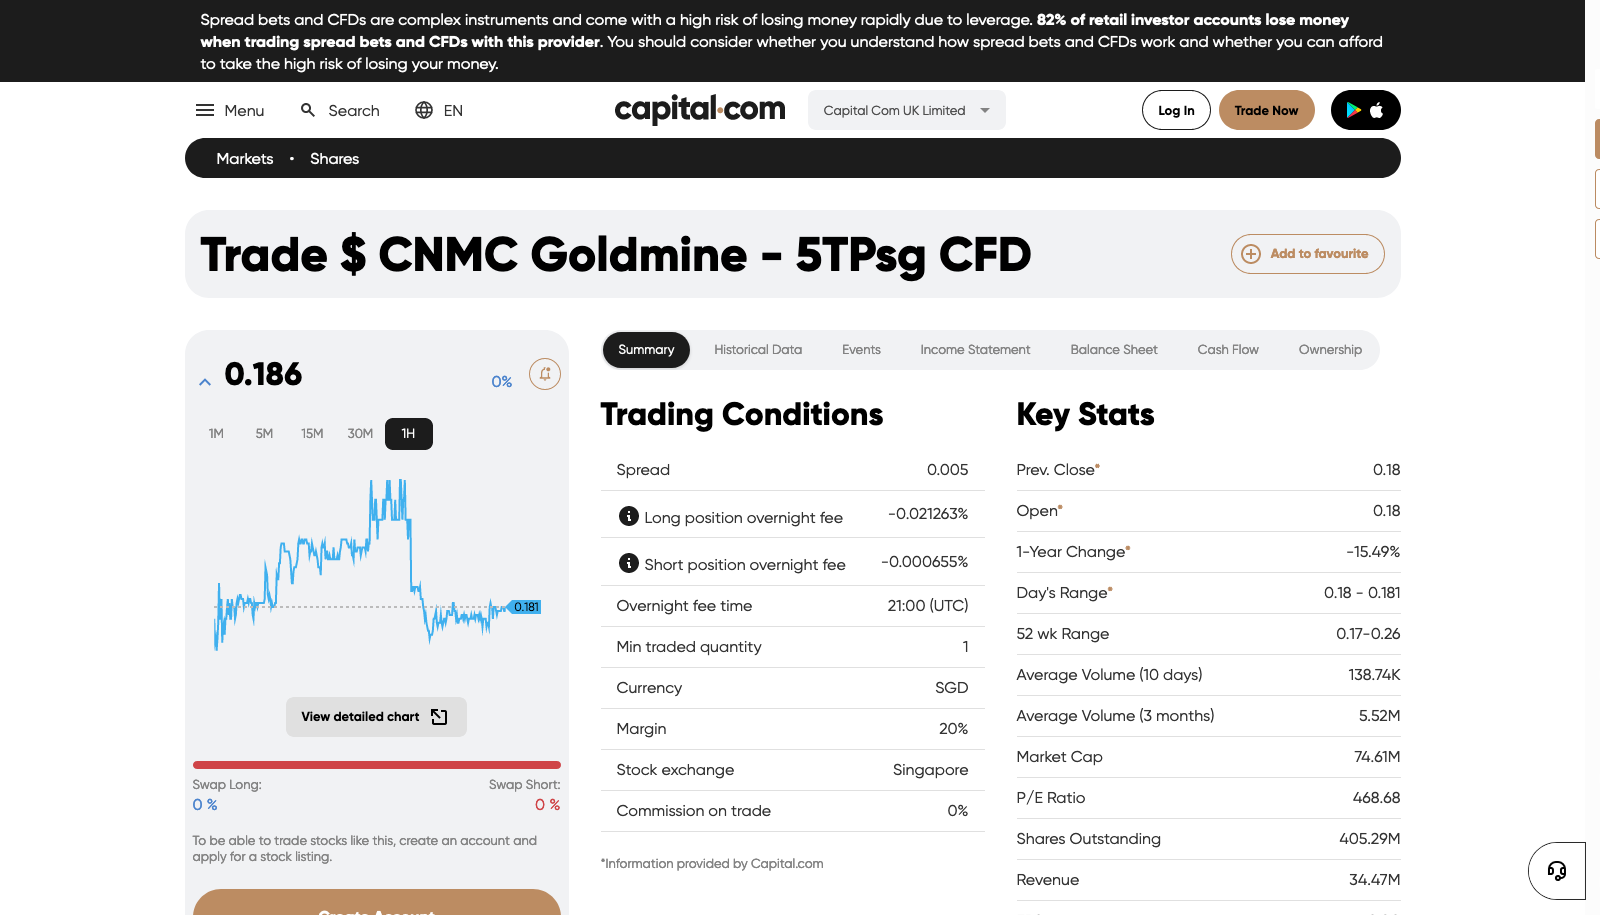 Spread bets and CFDs are complex instruments and come with a high risk of losing money rapidly due to leverage. 82% of retail investor accounts lose money
when trading spread bets and CFDs with this provider. You should consider whether you understand how spread bets and CFDs work and whether you can afford
to take the high risk of losing your money.
Menu
Search
EN
capital.com
Capital Com UK Limited
Log In
Trade Now
Markets • Shares
Trade $ CNMC Goldmine - 5TPsg CFD
Add to favourite
0.186
0%
1M 5M 15M 30M 1H
0.181
View detailed chart
Swap Long: Swap Short:
0 % 0 %
To be able to trade stocks like this, create an account and
apply for a stock listing.
Create Account
Summary Historical Data Events Income Statement Balance Sheet Cash Flow Ownership
Trading Conditions
Spread 0.005
Long position overnight fee -0.021263%
Short position overnight fee -0.000655%
Overnight fee time 21:00 (UTC)
Min traded quantity 1
Currency SGD
Margin 20%
Stock exchange Singapore
Commission on trade 0%
*Information provided by Capital.com
Key Stats
Prev. Close* 0.18
Open* 0.18
1-Year Change* -15.49%
Day's Range* 0.18 - 0.181
52 wk Range 0.17-0.26
Average Volume (10 days) 138.74K
Average Volume (3 months) 5.52M
Market Cap 74.61M
P/E Ratio 468.68
Shares Outstanding 405.29M
Revenue 34.47M